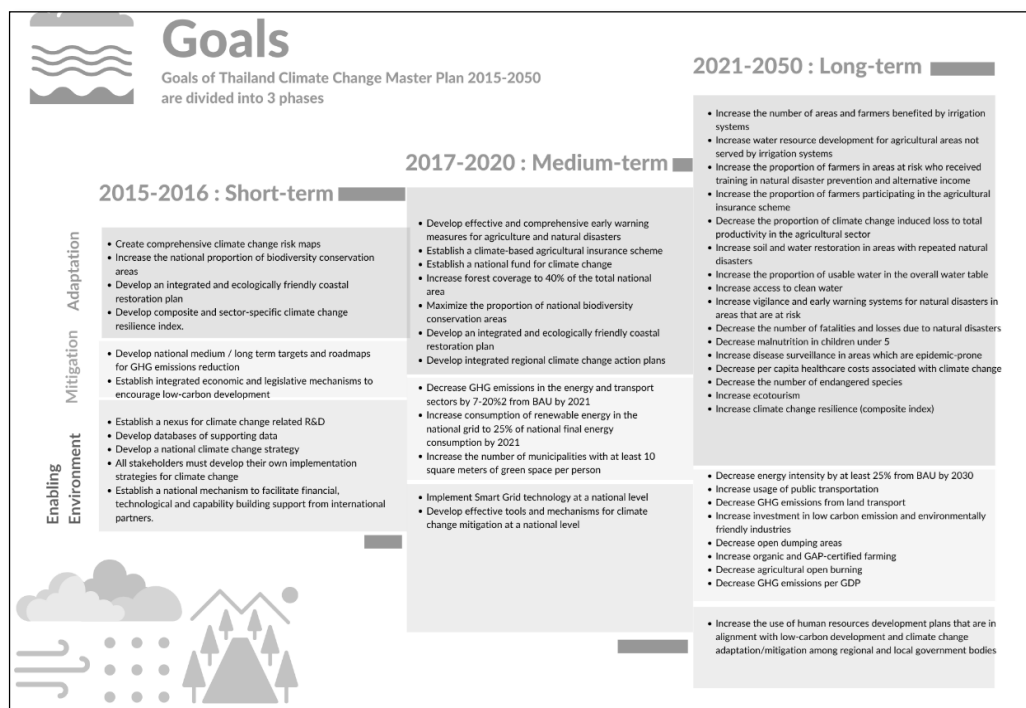 Goals
Goals of Thailand Climate Change Master Plan 2015-2050
are divided into 3 phases
2015-2016 : Short-term
Adaptation
• Create comprehensive climate change risk maps
• Increase the national proportion of biodiversity conservation
areas
• Develop an integrated and ecologically friendly coastal
restoration plan
• Develop composite and sector-specific climate change
resilience index.
Mitigation
• Develop national medium / long term targets and roadmaps
for GHG emissions reduction
• Establish integrated economic and legislative mechanisms to
encourage low-carbon development
Enabling
Environment
• Establish a nexus for climate related R&D
• Develop databases of supporting data
• Develop a national climate change strategy
• All stakeholders must develop their own implementation
strategies for climate change
• Establish a national mechanism to facilitate financial,
technological and capability building support from international
partners.
2017-2020 : Medium-term
• Develop effective and comprehensive early warning
measures for agriculture and natural disasters
• Establish a climate-based agricultural insurance scheme
• Establish a national fund for climate change
• Increase forest coverage to 40% of the total national
area
• Maximize the proportion of national biodiversity
conservation areas
• Develop an integrated and ecologically friendly coastal
restoration plan
• Develop integrated regional climate change action plans
• Decrease GHG emissions in the energy and transport
sectors by 7-20%2 from BAU by 2021
• Increase consumption of renewable energy in the
national grid to 25% of national final energy
consumption by 2021
• Increase the number of municipalities with at least 10
square meters of green space per person
• Implement Smart Grid technology at a national level
• Develop effective tools and mechanisms for climate
change mitigation at a national level
2021-2050 : Long-term
• Increase the number of areas and farmers benefited by irrigation
systems
• Increase water resource development for agricultural areas not
served by irrigation systems
• Increase the proportion of farmers in areas at risk who received
training in natural disaster prevention and alternative income
• Increase the proportion of farmers participating in the agricultural
insurance scheme
• Decrease the proportion of climate change induced loss to total
productivity in the agricultural sector
• Increase soil and water restoration in areas with repeated natural
disasters
• Increase the proportion of usable water in the overall water table
• Increase access to clean water
• Increase vigilance and early warning systems for natural disasters in
areas that are at risk
• Decrease the number of fatalities and losses due to natural disasters
• Decrease malnutrition in children under 5
• Increase disease surveillance in areas which are epidemic-prone
• Decrease per capita healthcare costs associated with climate change
• Decrease the number of endangered species
• Increase ecotourism
• Increase climate change resilience (composite index)
• Decrease energy intensity by at least 25% from BAU by 2030
• Increase usage of public transportation
• Decrease GHG emissions from land transport
• Increase investment in low carbon emission and environmentally
friendly industries
• Decrease open dumping areas
• Increase organic and GAP-certified farming
• Decrease agricultural open burning
• Decrease GHG emissions per GDP
• Increase the use of human resources development plans that are in
alignment with low-carbon development and climate change
adaptation/mitigation among regional and local government bodies